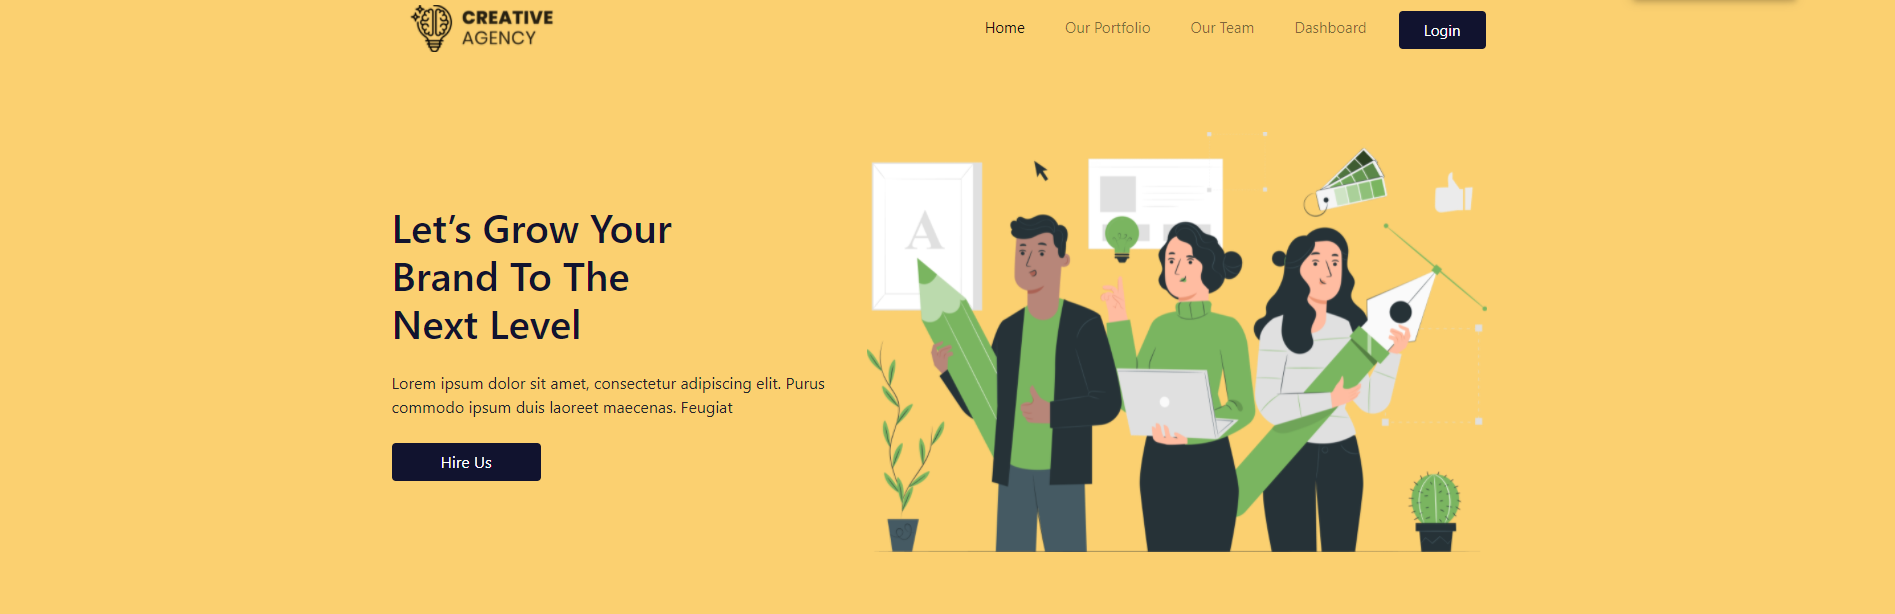 CREATIVE
AGENCY
Home
Our Portfolio
Our Team
Dashboard
Login
Let’s Grow Your
Brand To The
Next Level
Lorem ipsum dolor sit amet, consectetur adipiscing elit. Purus
commodo ipsum duis laoreet maecenas. Feugiat
Hire Us
A